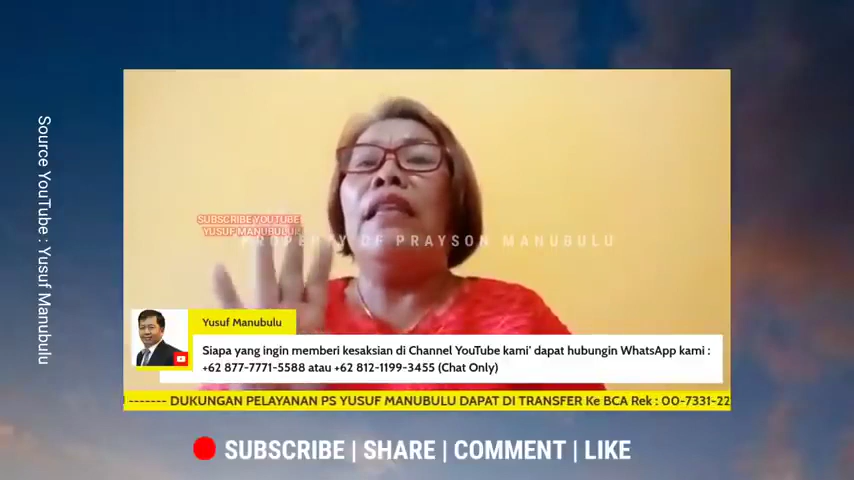 Source YouTube : Yusuf Manubulu
SUBSCRIBE YOUTUBE
YUSUF MANUBULU
PROPERTY OF PRAYSON MANUBULU
Yusuf Manubulu
Siapa yang ingin memberi kesaksian di Channel YouTube kami' dapat hubungin WhatsApp kami :
+62 877-7771-5588 atau +62 812-1199-3455 (Chat Only)
------- DUKUNGAN PELAYANAN PS YUSUF MANUBULU DAPAT DI TRANSFER Ke BCA Rek : 00-7331-22
SUBSCRIBE | SHARE | COMMENT | LIKE